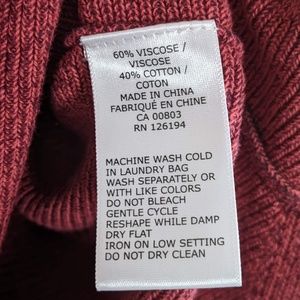 60% VISCOSE /
VISCOSE
40% COTTON /
COTON
MADE IN CHINA
FABRIQUÉ EN CHINE
CA 00803
RN 126194
MACHINE WASH COLD
IN LAUNDRY BAG
WASH SEPARATELY OR
WITH LIKE COLORS
DO NOT BLEACH
GENTLE CYCLE
RESHAPE WHILE DAMP
DRY FLAT
IRON ON LOW SETTING
DO NOT DRY CLEAN